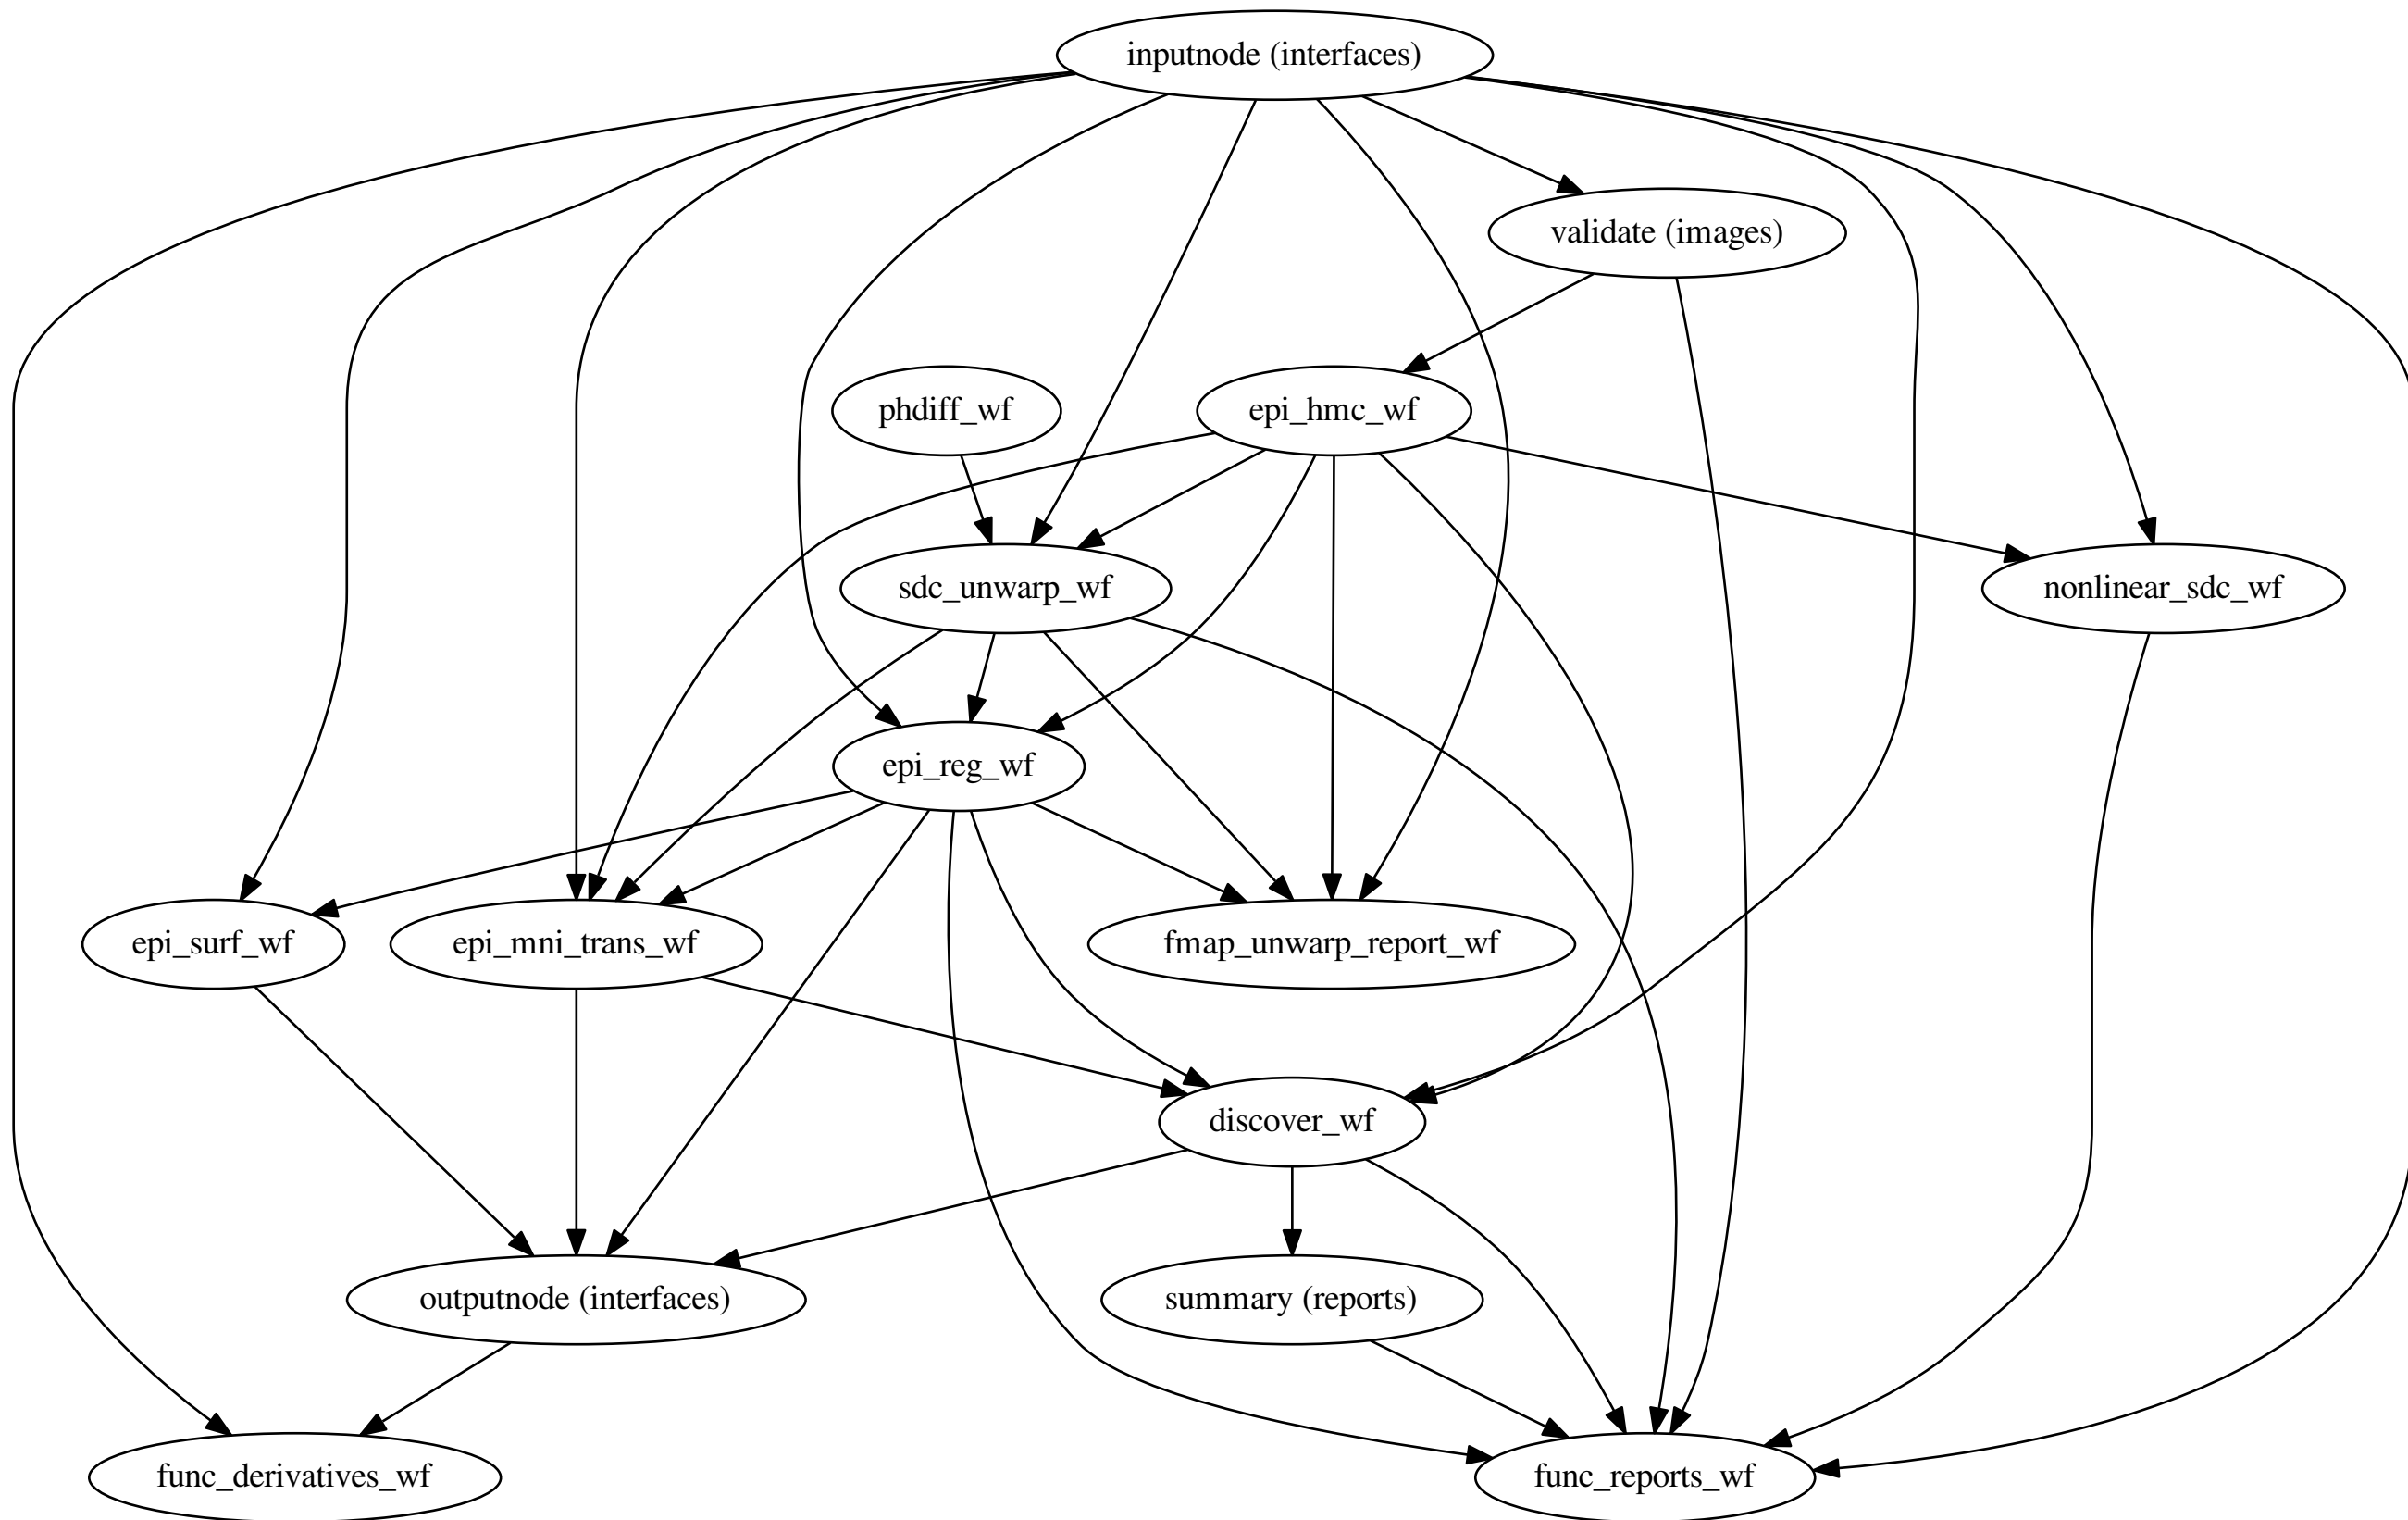 inputnode (interfaces)
validate (images)
phdiff_wf
epi_hmc_wf
sdc_unwarp_wf
nonlinear_sdc_wf
epi_reg_wf
epi_surf_wf
epi_mni_trans_wf
fmap_unwarp_report_wf
discover_wf
outputnode (interfaces)
summary (reports)
func_derivatives_wf
func_reports_wf